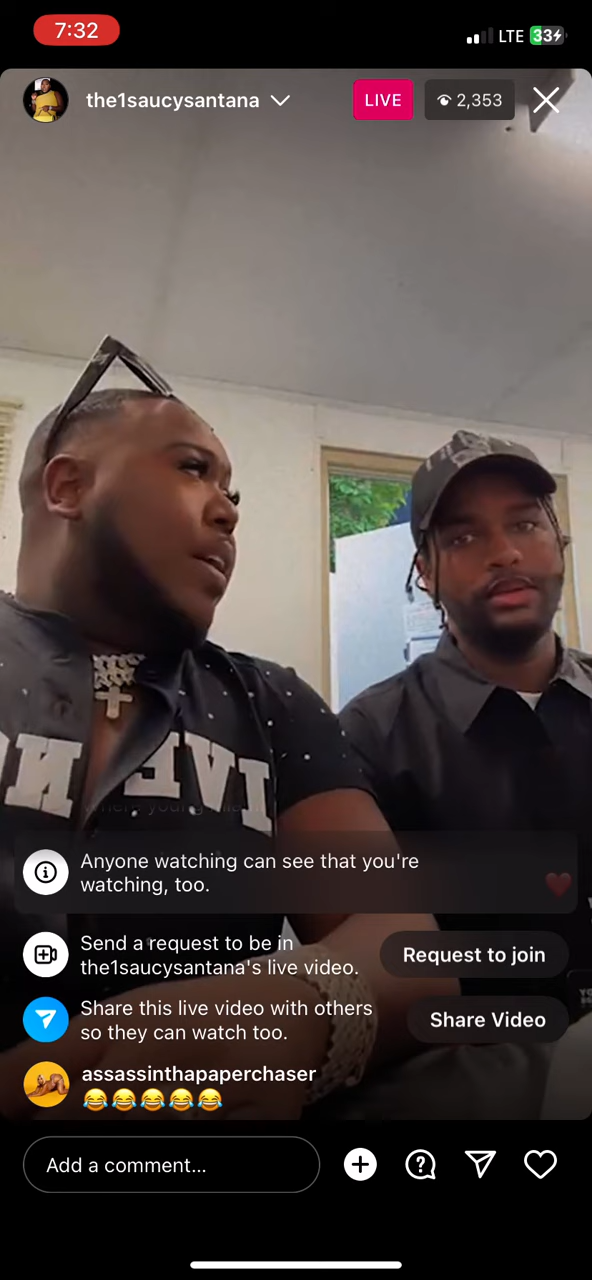 7:32
LTE 33
the1saucysantana
LIVE
2,353
Anyone watching can see that you're
watching, too.
Send a request to be in
the1saucysantana's live video.
Request to join
Share this live video with others
so they can watch too.
Share Video
assassinthapaperchaser
😂😂😂😂😂
Add a comment...